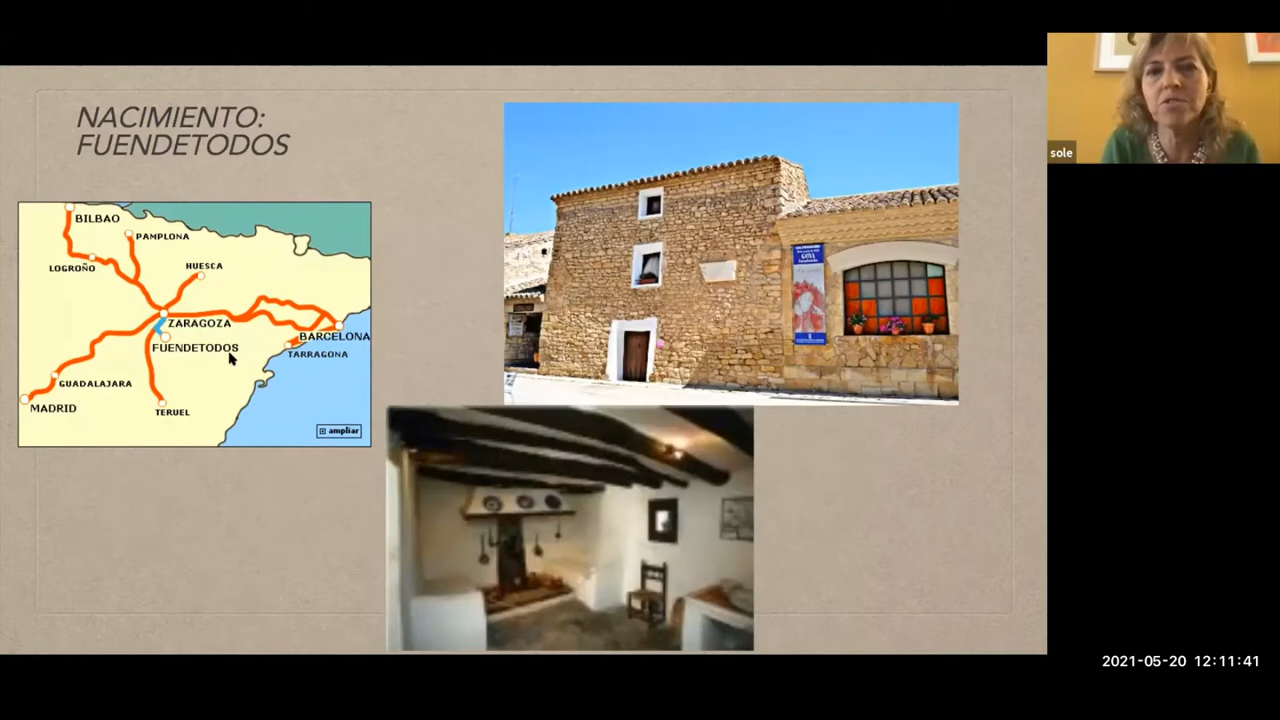 NACIMIENTO:
FUENDETODOS
BILBAO
PAMPLONA
LOGROÑO
HUESCA
ZARAGOZA
BARCELONA
FUENDETODOS
TARRAGONA
GUADALAJARA
MADRID
TERUEL
ampliar
GOYA
sole
2021-05-20 12:11:41